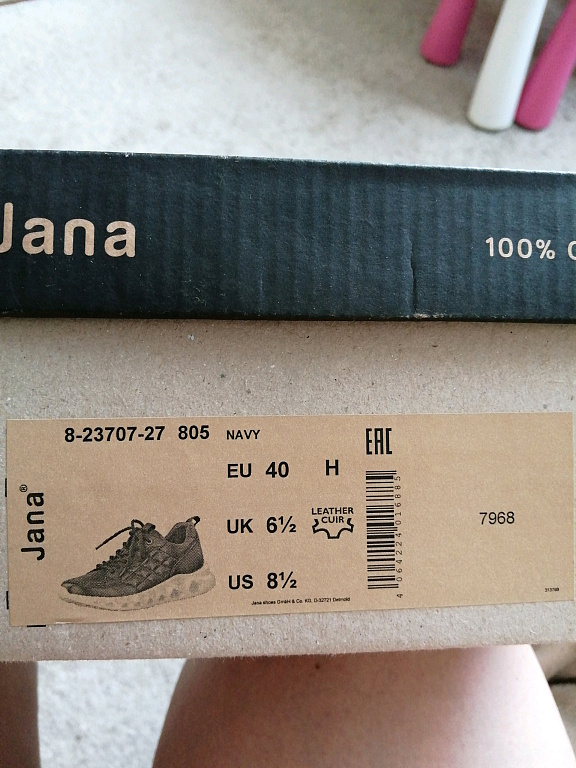 Jana
100%
8-23707-27 805 NAVY
EAC
EU 40 H
Jana®
UK 6½
LEATHER
CUIR
US 8½
4 064224 016885
7968
Jana shoes GmbH & Co. KG, D-32721 Detmold